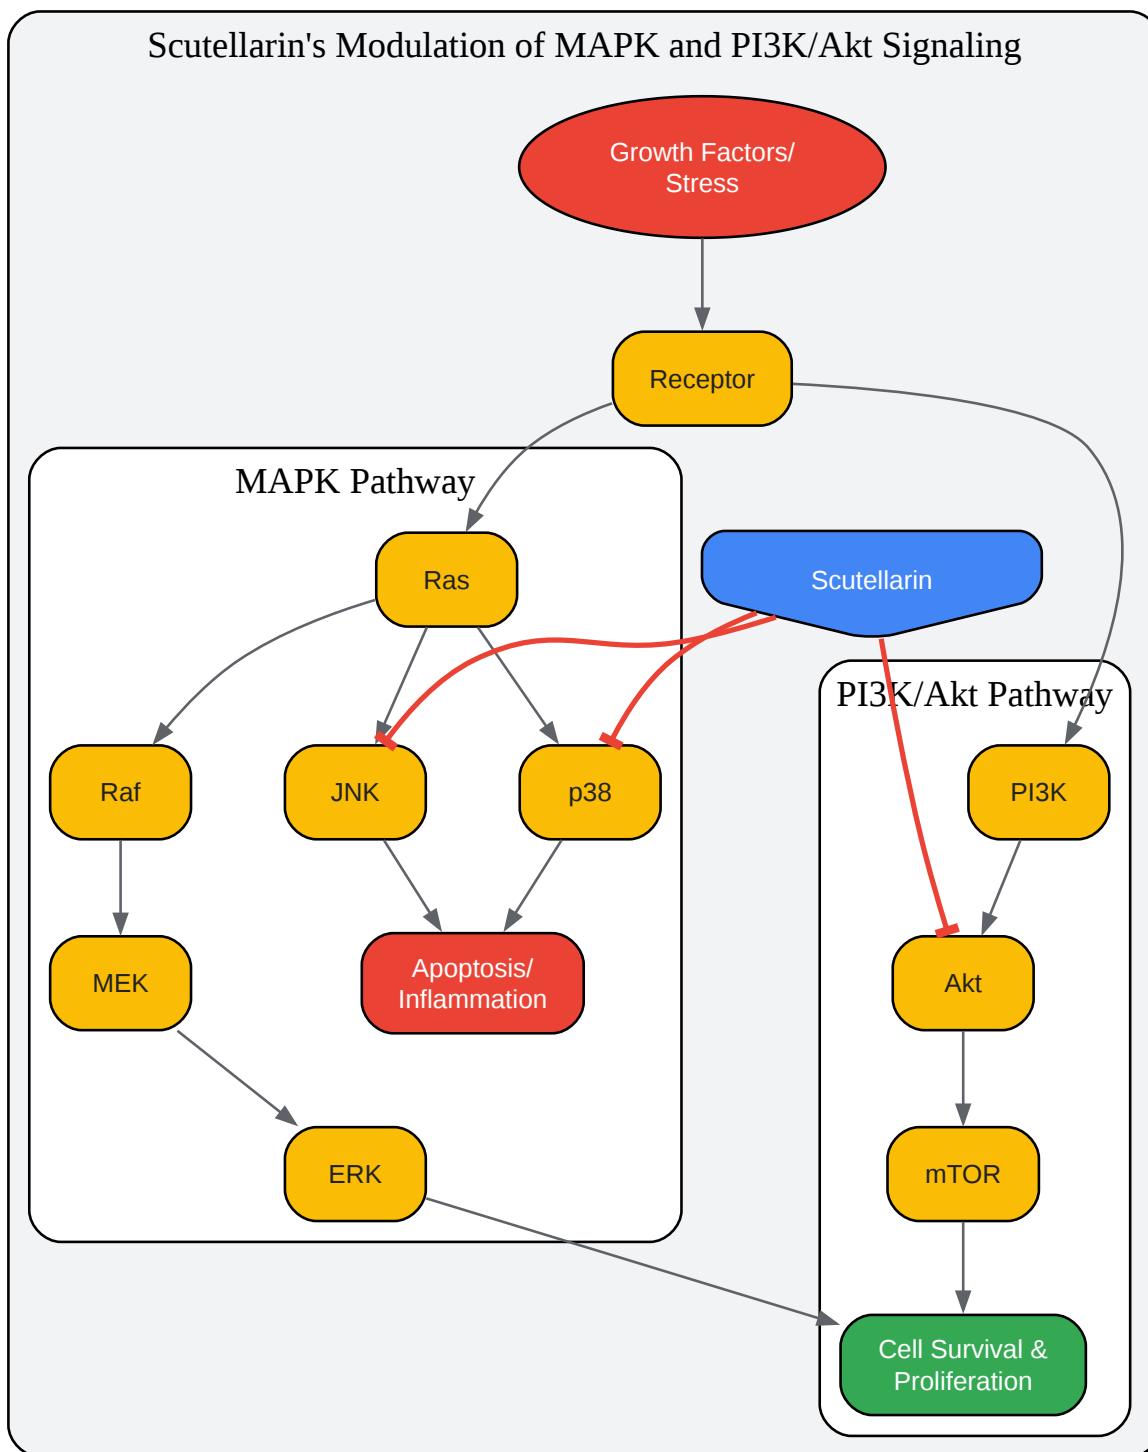 Scutellarin's Modulation of MAPK and PI3K/Akt Signaling
Growth Factors/
Stress
Receptor
MAPK Pathway
Ras
Scutellarin
PI3K/Akt Pathway
Raf
JNK
p38
PI3K
MEK
Apoptosis/
Inflammation
Akt
ERK
mTOR
Cell Survival &
Proliferation